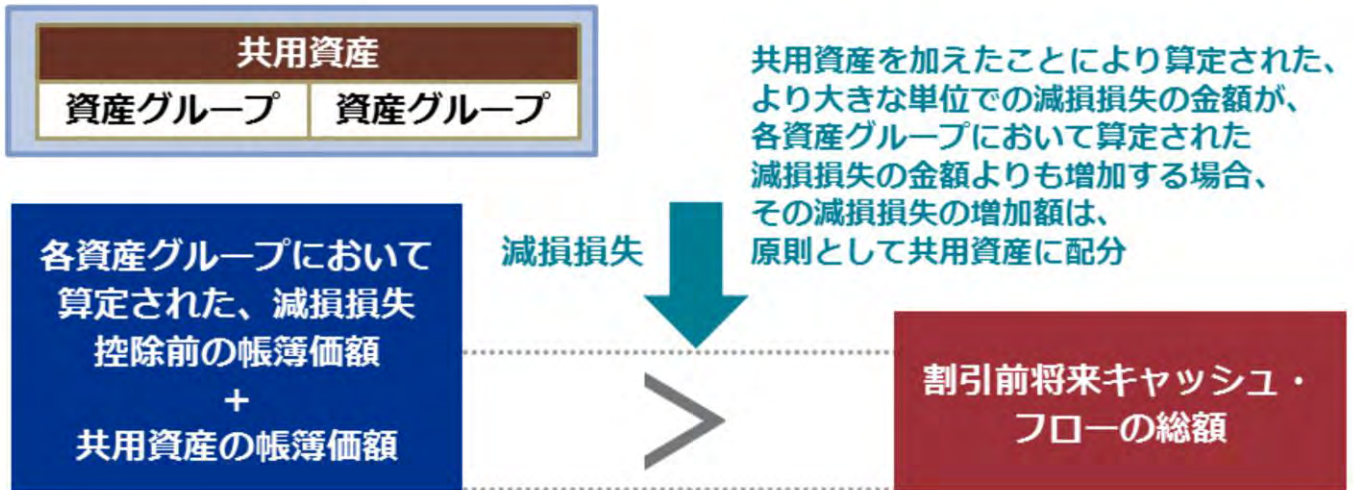 共用資産
資産グループ
資産グループ
共用資産を加えたことにより算定された、
より大きな単位での減損損失の金額が、
各資産グループにおいて算定された
減損損失の金額よりも増加する場合、
その減損損失の増加額は、
原則として共用資産に配分
減損損失
各資産グループにおいて
算定された、減損損失
控除前の帳簿価額
+
共用資産の帳簿価額
>
割引前将来キャッシュ・
フローの総額